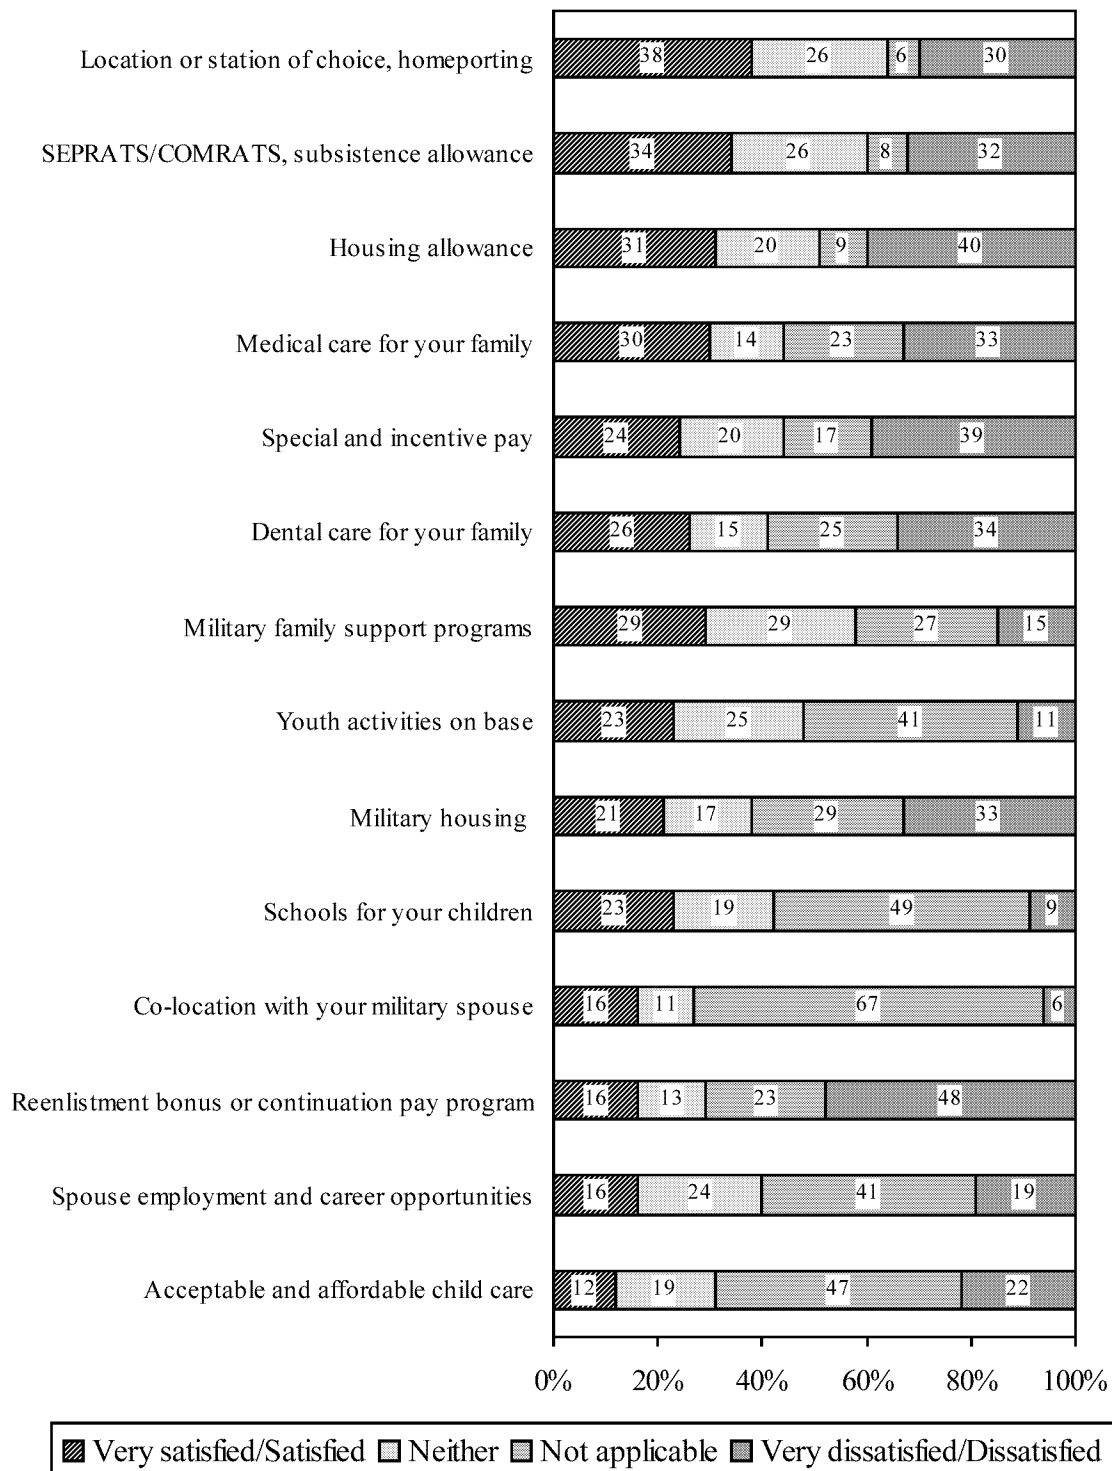 Location or station of choice, homeporting 38 26 6 30
SEPRATS/COMRATS, subsistence allowance 34 26 8 32
Housing allowance 31 20 9 40
Medical care for your family 30 14 23 33
Special and incentive pay 24 20 17 39
Dental care for your family 26 15 25 34
Military family support programs 29 29 27 15
Youth activities on base 23 25 41 11
Military housing 21 17 29 33
Schools for your children 23 19 49 9
Co-location with your military spouse 16 11 67 6
Reenlistment bonus or continuation pay program 16 13 23 48
Spouse employment and career opportunities 16 24 41 19
Acceptable and affordable child care 12 19 47 22
0% 20% 40% 60% 80% 100%
Very satisfied/Satisfied Neither Not applicable Very dissatisfied/Dissatisfied